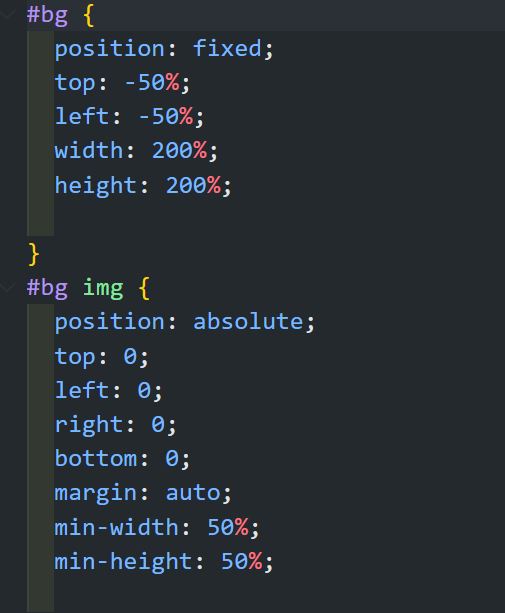 #bg {
position: fixed;
top: -50%;
left: -50%;
width: 200%;
height: 200%;
}
#bg img {
position: absolute;
top: 0;
left: 0;
right: 0;
bottom: 0;
margin: auto;
min-width: 50%;
min-height: 50%;